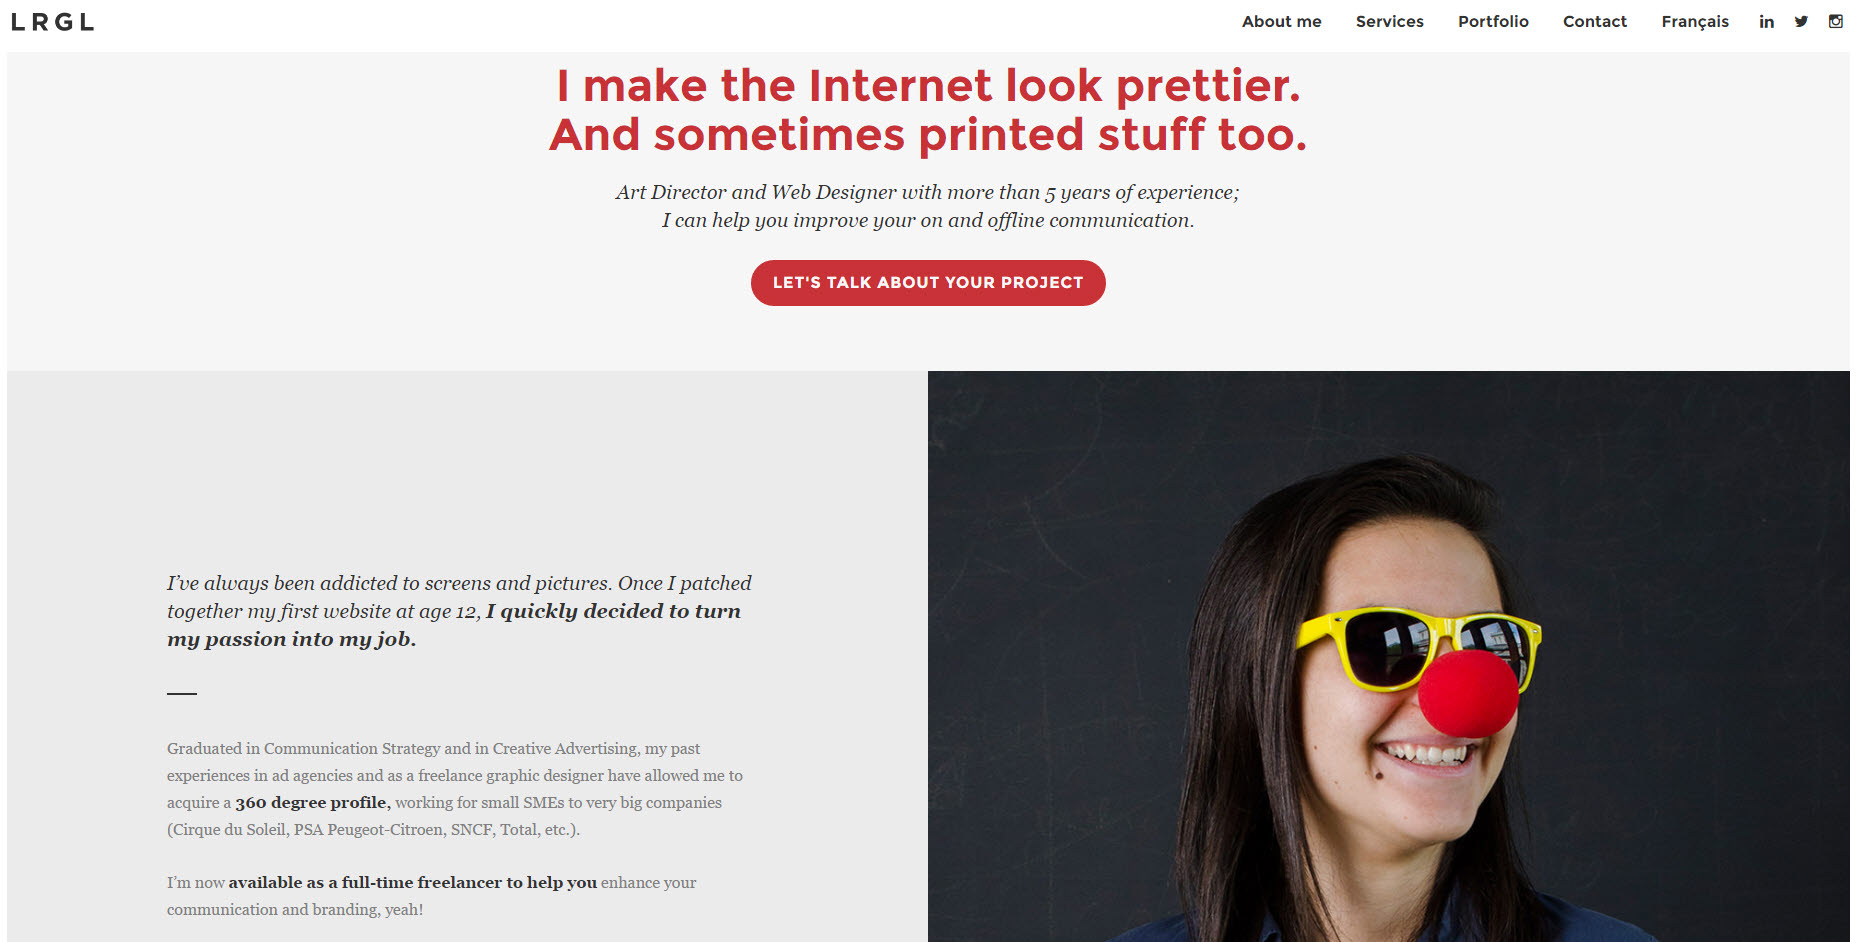 LRGL
About me Services Portfolio Contact Français in
I make the Internet look prettier.
And sometimes printed stuff too.
Art Director and Web Designer with more than 5 years of experience;
I can help you improve your on and offline communication.
LET'S TALK ABOUT YOUR PROJECT
I’ve always been addicted to screens and pictures. Once I patched
together my first website at age 12, I quickly decided to turn
my passion into my job.
Graduated in Communication Strategy and in Creative Advertising, my past
experiences in ad agencies and as a freelance graphic designer have allowed me to
acquire a 360 degree profile, working for small SMEs to very big companies
(Cirque du Soleil, PSA Peugeot-Citroen, SNCF, Total, etc.).
I’m now available as a full-time freelancer to help you enhance your
communication and branding, yeah!